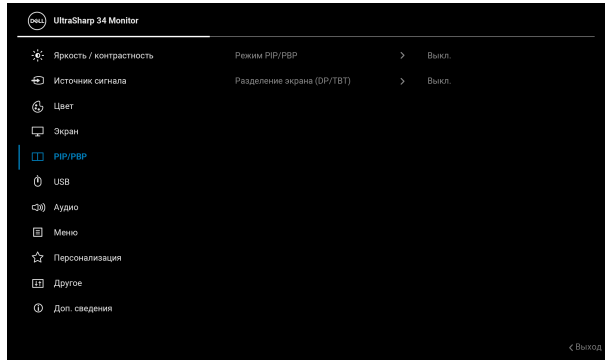 DELL UltraSharp 34 Monitor
Яркость / контрастность Режим PIP/PBP Выкл.
Источник сигнала Разделение экрана (DP/TBT) Выкл.
Цвет
Экран
PIP/PBP
USB
Аудио
Меню
Персонализация
Другое
Доп. сведения
Выход